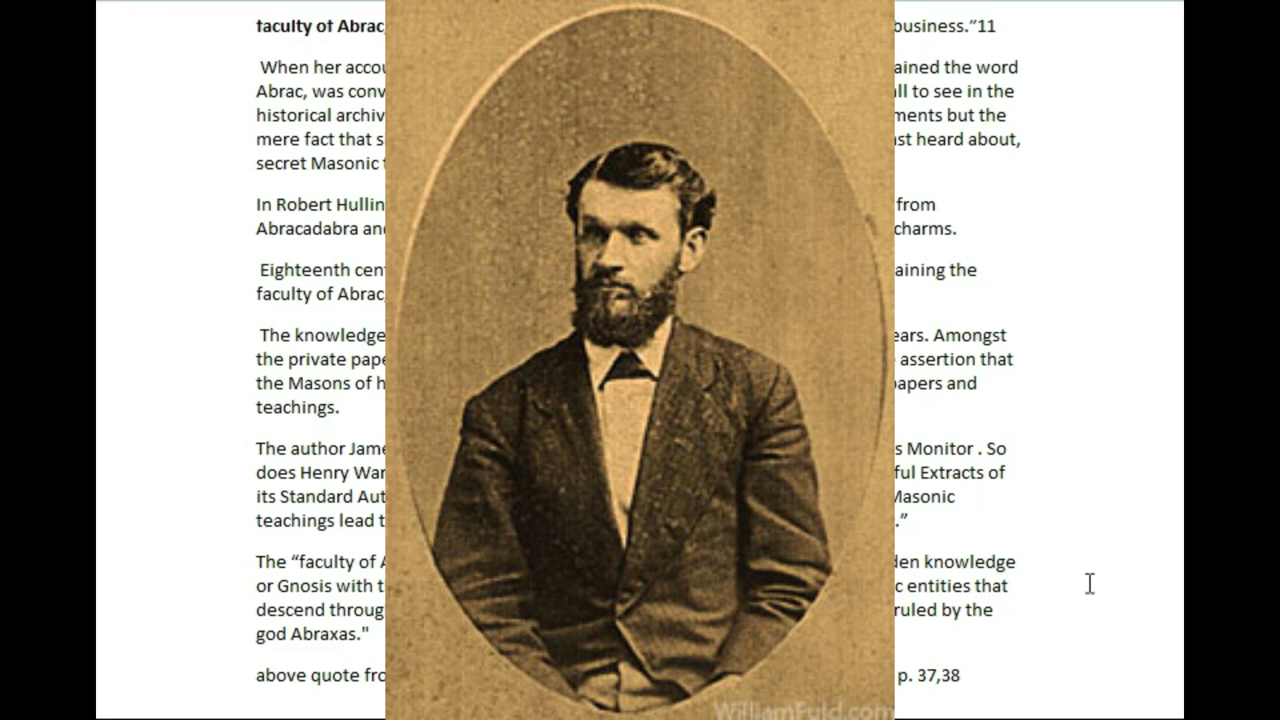 faculty of Abrac business.”11
When her accou ained the word
Abrac, was conv ll to see in the
historical archiv ments but the
mere fact that s st heard about,
secret Masonic t
In Robert Hullin from
Abracadabra and charms.
Eighteenth cen aining the
faculty of Abrac,
The knowledge ears. Amongst
the private pape assertion that
the Masons of h papers and
teachings.
The author Jame s Monitor . So
does Henry War ful Extracts of
its Standard Aut Masonic
teachings lead t .”
The “faculty of A den knowledge
or Gnosis with t c entities that
descend throug ruled by the
god Abraxas."
above quote fro p. 37,38
WilliamFuld.com